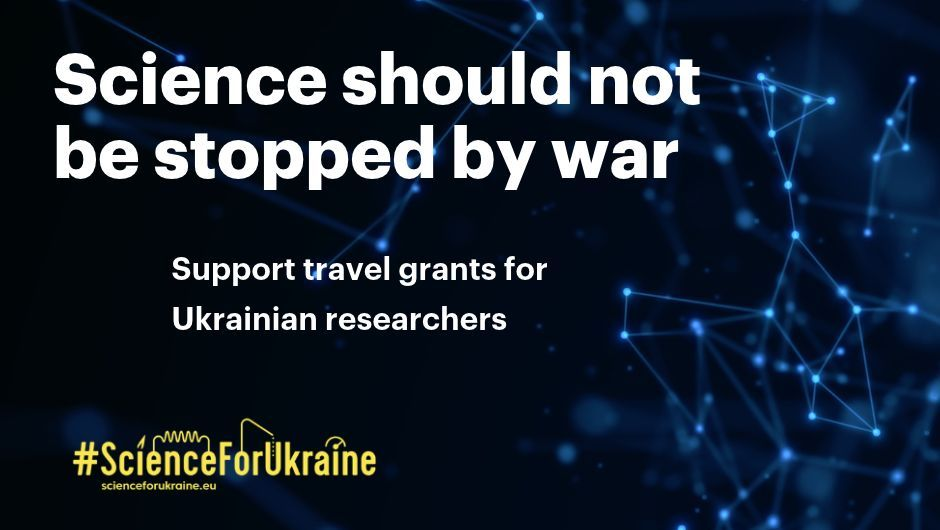 Science should not
be stopped by war
Support travel grants for
Ukrainian researchers
#ScienceForUkraine
scienceforukraine.eu